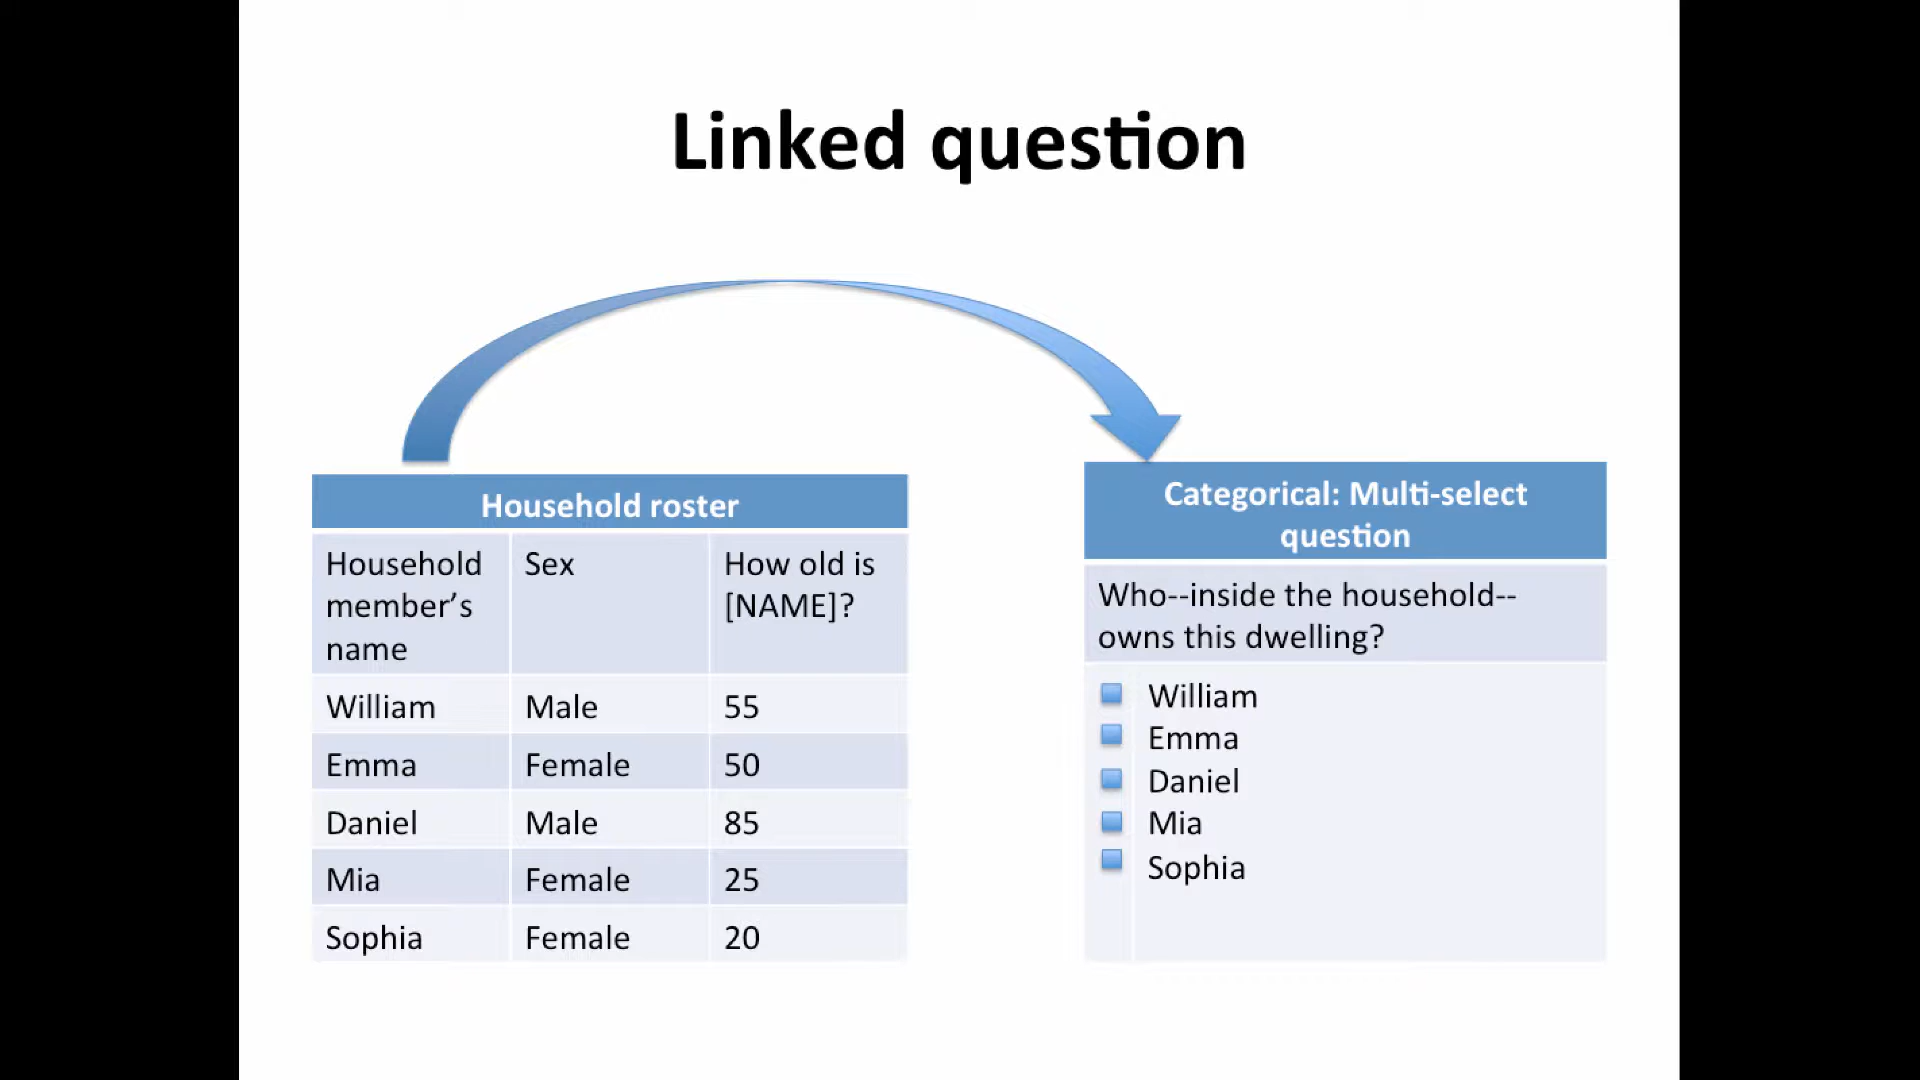 Linked question
Household roster
Household member’s name
Sex
How old is [NAME]?
William Male 55
Emma Female 50
Daniel Male 85
Mia Female 25
Sophia Female 20
Categorical: Multi-select
question
Who--inside the household--
owns this dwelling?
William
Emma
Daniel
Mia
Sophia